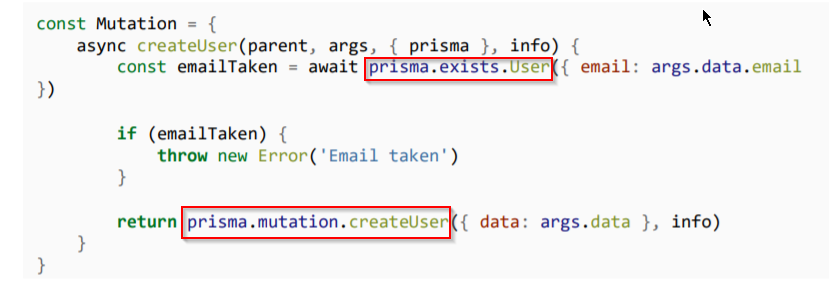 const Mutation = {
    async createUser(parent, args, { prisma }, info) {
        const emailTaken = await prisma.exists.User({ email: args.data.email
})

        if (emailTaken) {
            throw new Error('Email taken')
        }

        return prisma.mutation.createUser({ data: args.data }, info)
    }
}